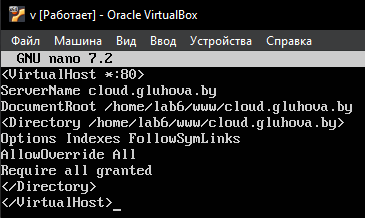 v [Работает] - Oracle VirtualBox
Файл Машина Вид Ввод Устройства Справка
GNU nano 7.2
<VirtualHost *:80>
ServerName cloud.gluhova.by
DocumentRoot /home/lab6/www/cloud.gluhova.by
<Directory /home/lab6/www/cloud.gluhova.by>
Options Indexes FollowSymLinks
AllowOverride All
Require all granted
</Directory>
</VirtualHost>_